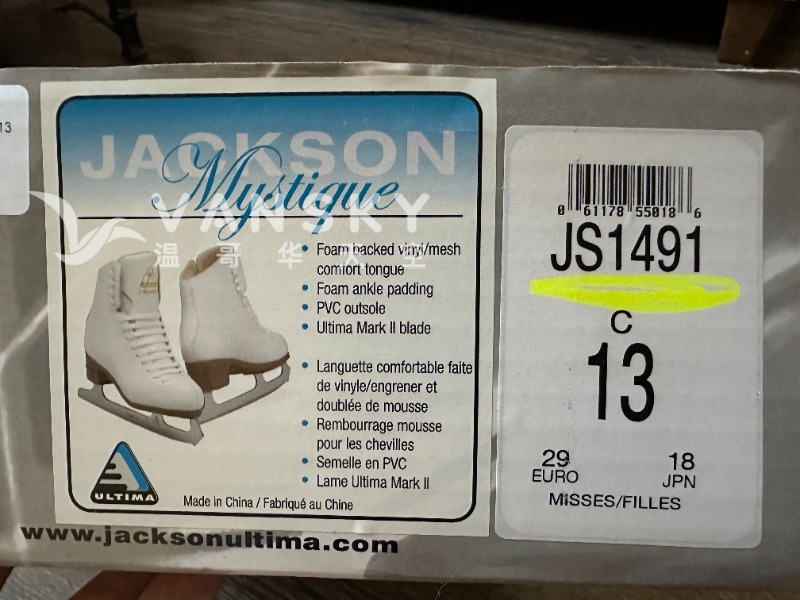 13
JACKSON
Mystique
VANSKY
温哥华天空
• Foam backed vinyl/mesh
comfort tongue
• Foam ankle padding
• PVC outsole
• Ultima Mark II blade
• Languette comfortable faite
de vinyle/engrener et
doublée de mousse
• Rembourrage mousse
pour les chevilles
• Semelle en PVC
• Lame Ultima Mark II
ULTIMA
Made in China / Fabriqué au Chine
www.jacksonultima.com
0 61178 55018 6
JS1491
C
13
29 18
EURO JPN
MISSES/FILLES